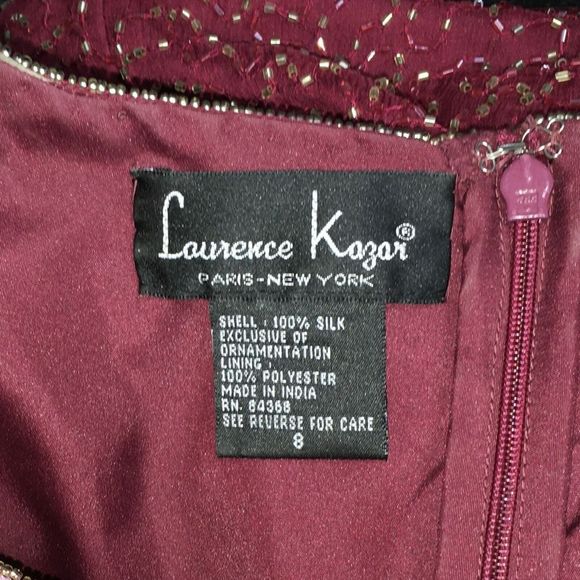 Laurence Kazar®
PARIS-NEW YORK
SHELL : 100% SILK
EXCLUSIVE OF
ORNAMENTATION
LINING :
100% POLYESTER
MADE IN INDIA
RN. 84368
SEE REVERSE FOR CARE
8